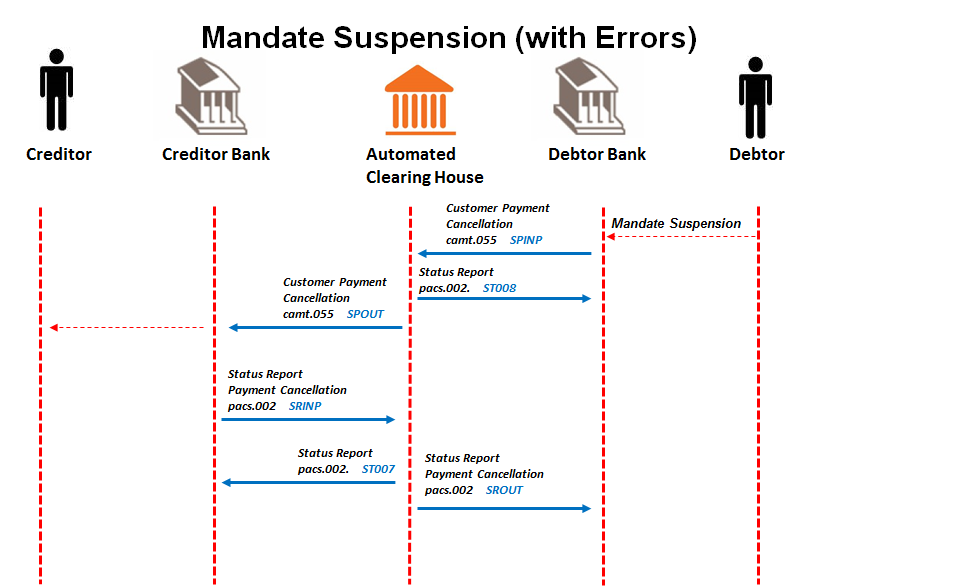 Mandate Suspension (with Errors)
Creditor
Creditor Bank
Automated
Clearing House
Debtor Bank
Debtor
Customer Payment
Cancellation
camt.055 SPINP
Mandate Suspension
Status Report
pacs.002. ST008
Customer Payment
Cancellation
camt.055 SPOUT
Status Report
Payment Cancellation
pacs.002 SRINP
Status Report
pacs.002. ST007
Status Report
Payment Cancellation
pacs.002 SROUT